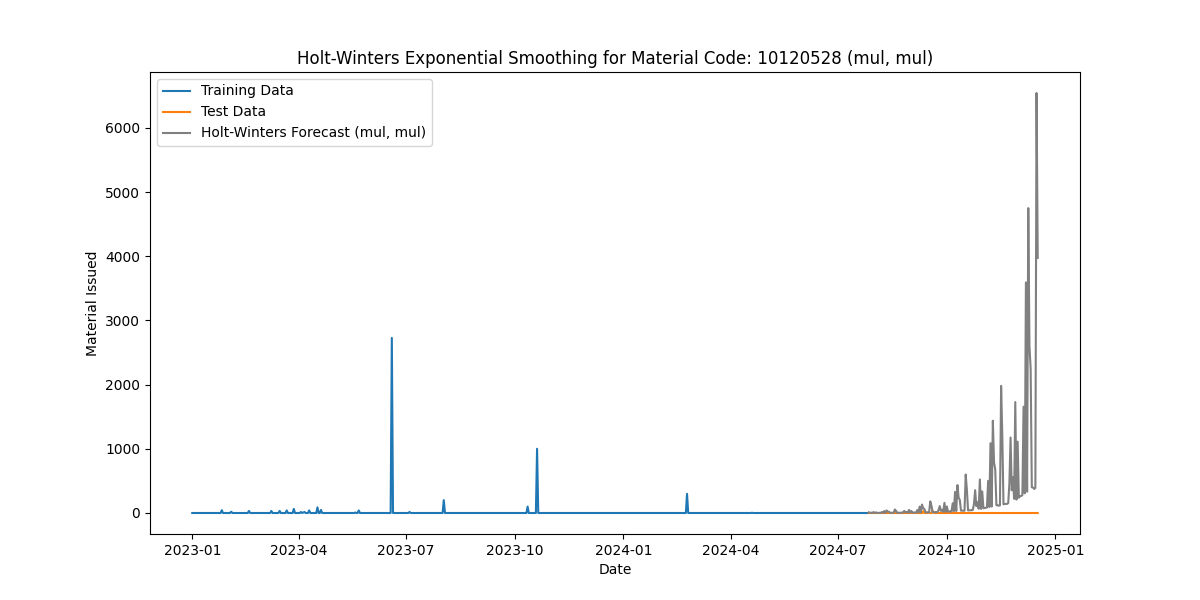 Holt-Winters Exponential Smoothing for Material Code: 10120528 (mul, mul)
Training Data
Test Data
Holt-Winters Forecast (mul, mul)
Material Issued
6000
5000
4000
3000
2000
1000
0
2023-01 2023-04 2023-07 2023-10 2024-01 2024-04 2024-07 2024-10 2025-01
Date